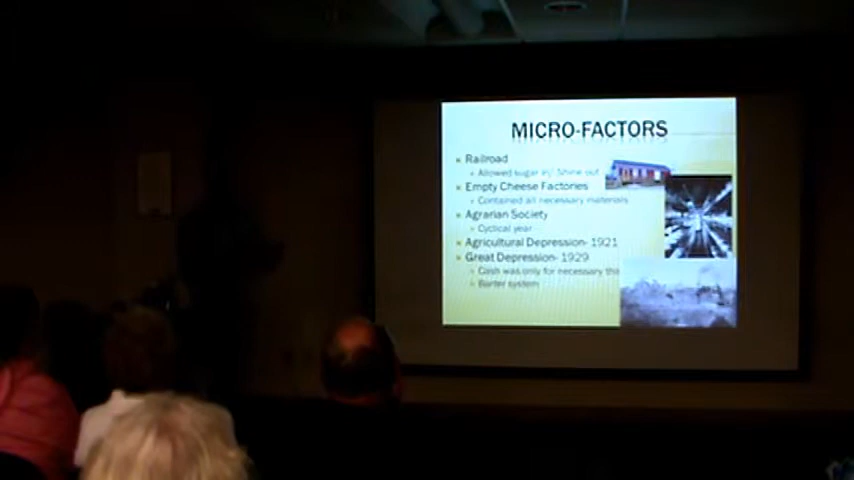 MICRO-FACTORS
Railroad
Allowed sugar in/ Shine out
Empty Cheese Factories
Contained all necessary materials
Agrarian Society
Cyclical year
Agricultural Depression- 1921
Great Depression- 1929
Cash was only for necessary thi
Barter system